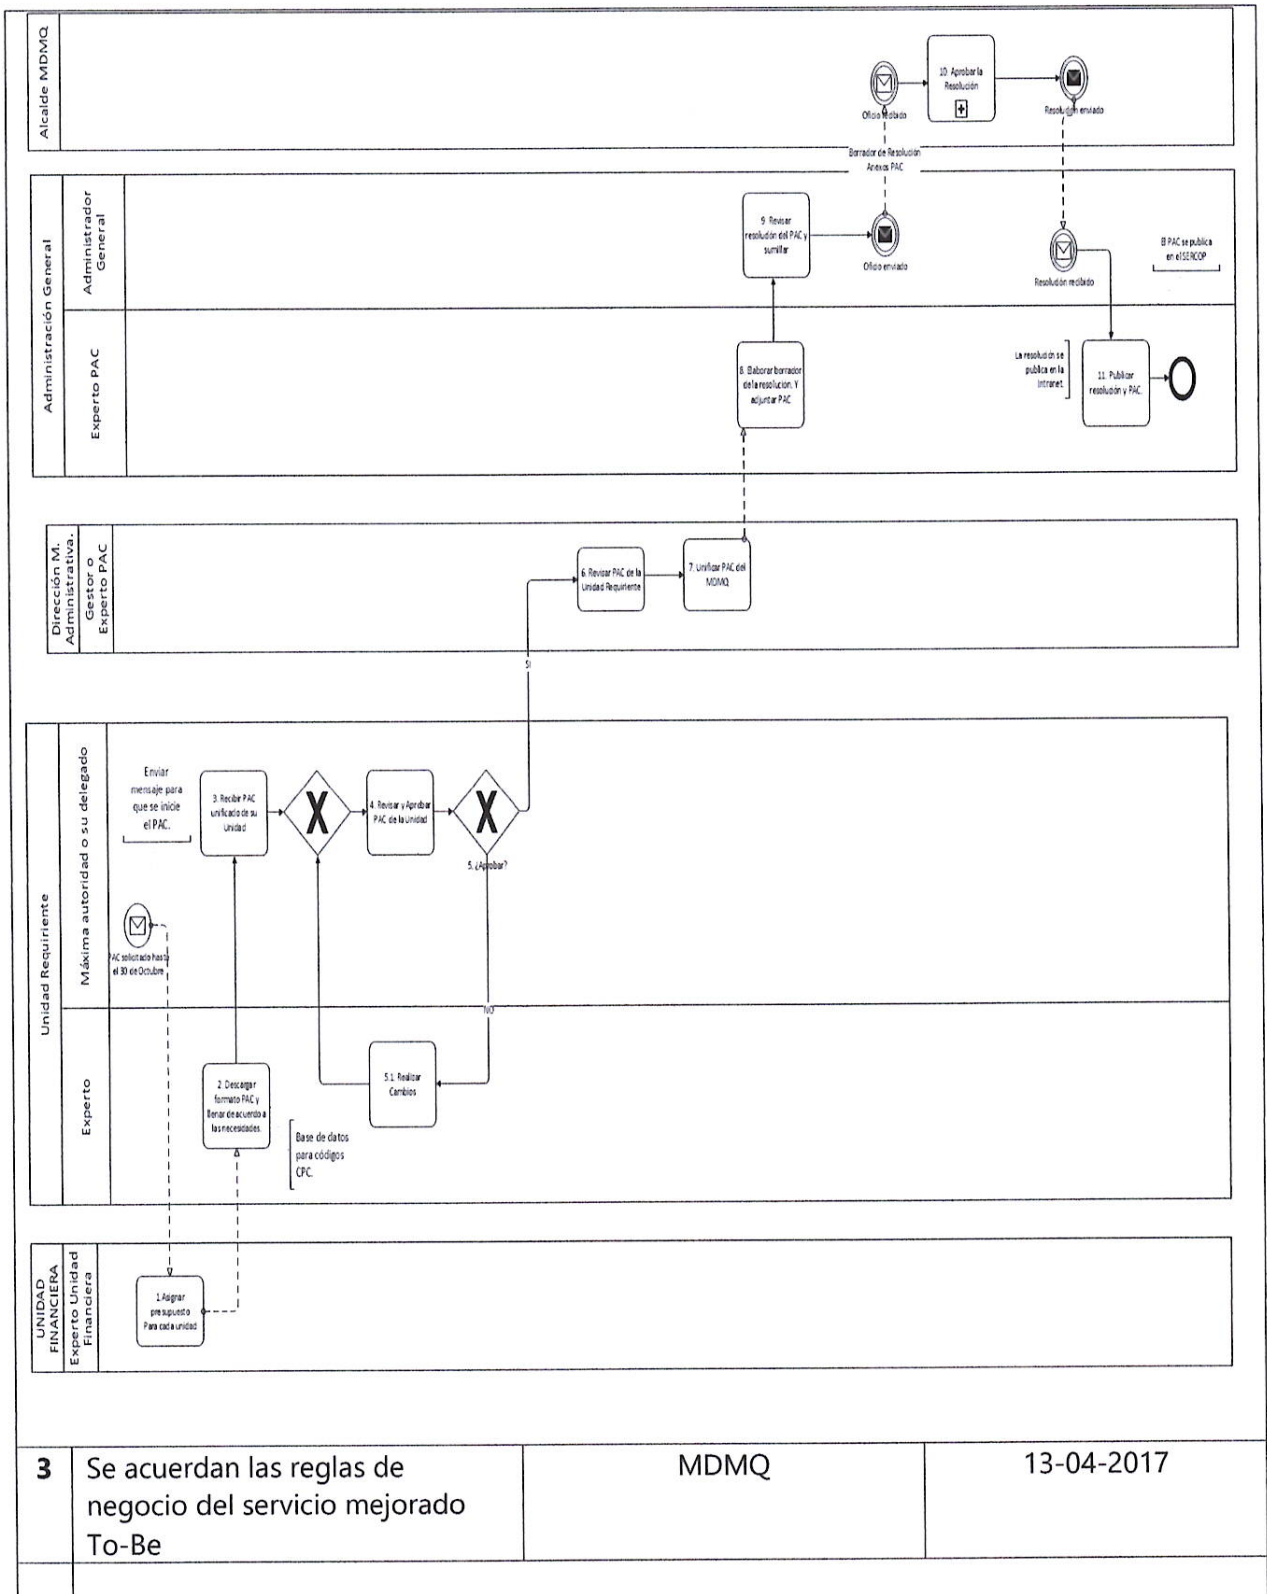 Alcalde MDMQ
10. Aprobar la
Resolución
Oficio recibido
Resolución enviado
Borrador de Resolución
Anexos PAC
Administración General
Administrador
General
9. Revisar
resolución del PAC y
sumillar
Oficio enviado
Resolución recibido
El PAC se publica
en el SERCOP
Experto PAC
8. Elaborar borrador
de la resolución. Y
adjuntar PAC
La resolución se
publica en la
Intranet.
11. Publicar
resolución y PAC.
Dirección M.
Administrativa.
Gestor o
Experto PAC
6. Revisar PAC de la
Unidad Requiriente
7. Unificar PAC del
MDMQ
SI
Unidad Requiriente
Máxima autoridad o su delegado
Enviar
mensaje para
que se inicie
el PAC.
3. Recibir PAC
unificado de su
Unidad
4. Revisar y Aprobar
PAC de la Unidad
5. ¿Aprobar?
PAC solicitado hasta
el 30 de Octubre
NO
Experto
2. Descargar
formato PAC y
llenar de acuerdo a
las necesidades.
5.1. Realizar
Cambios
Base de datos
para códigos
CPC.
UNIDAD
FINANCIERA
Experto Unidad
Financiera
1.Asignar
presupuesto
Para cada unidad
3
Se acuerdan las reglas de
negocio del servicio mejorado
To-Be
MDMQ
13-04-2017